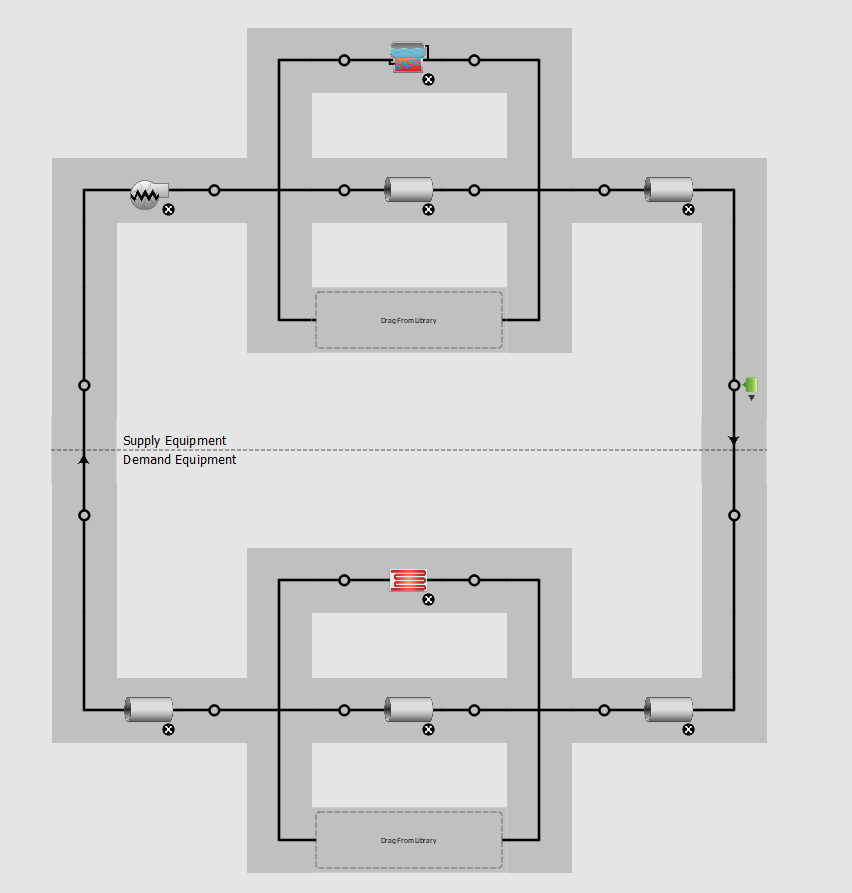 Drag From Library
Supply Equipment
Demand Equipment
Drag From Library